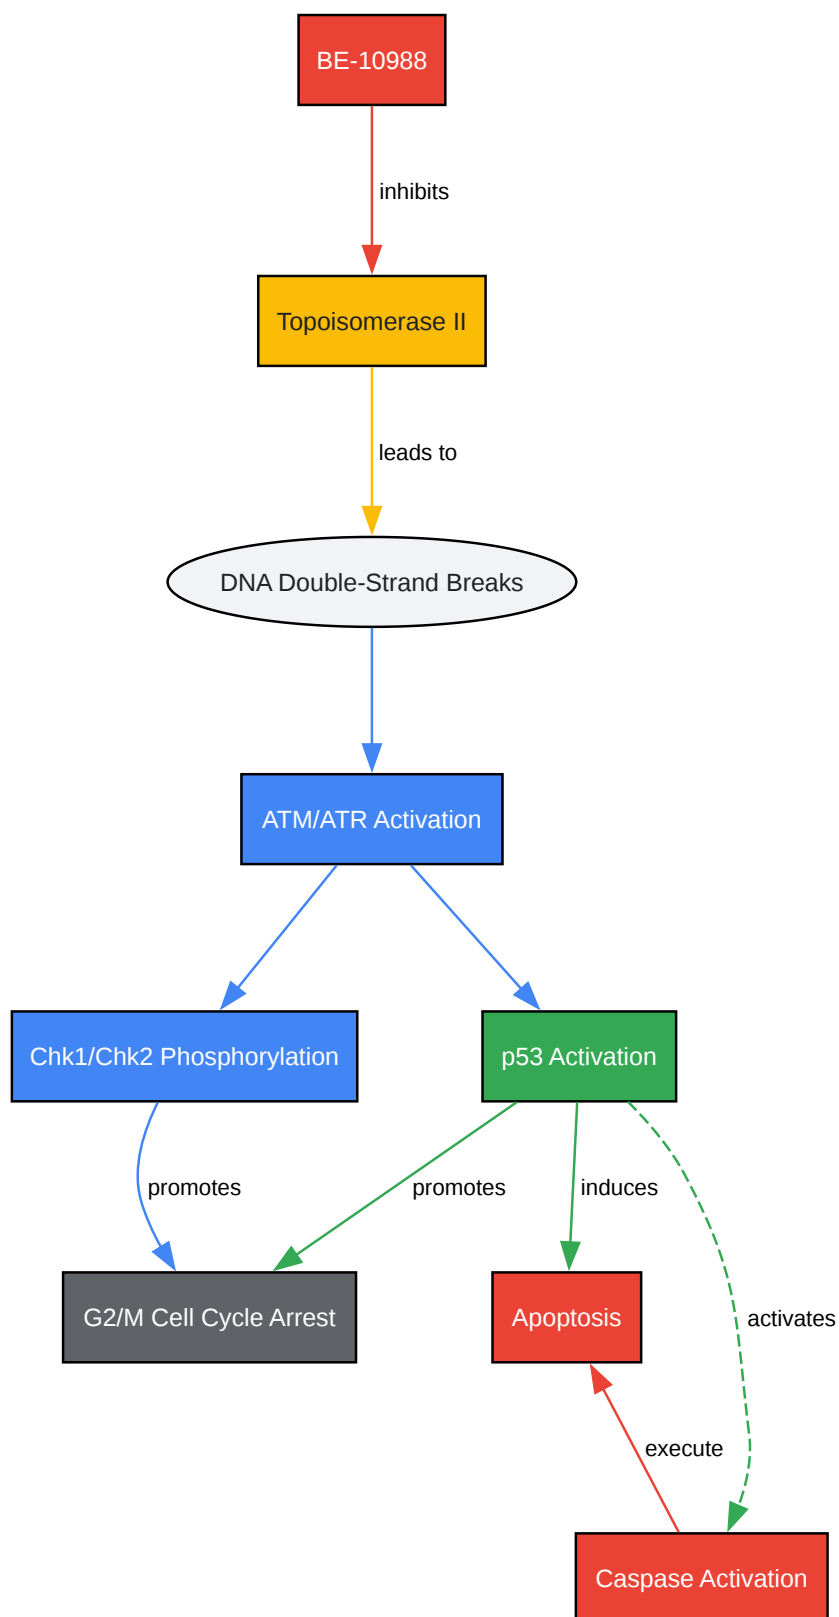 BE-10988
inhibits
Topoisomerase II
leads to
DNA Double-Strand Breaks
ATM/ATR Activation
Chk1/Chk2 Phosphorylation
p53 Activation
promotes
promotes
induces
G2/M Cell Cycle Arrest
Apoptosis
activates
execute
Caspase Activation